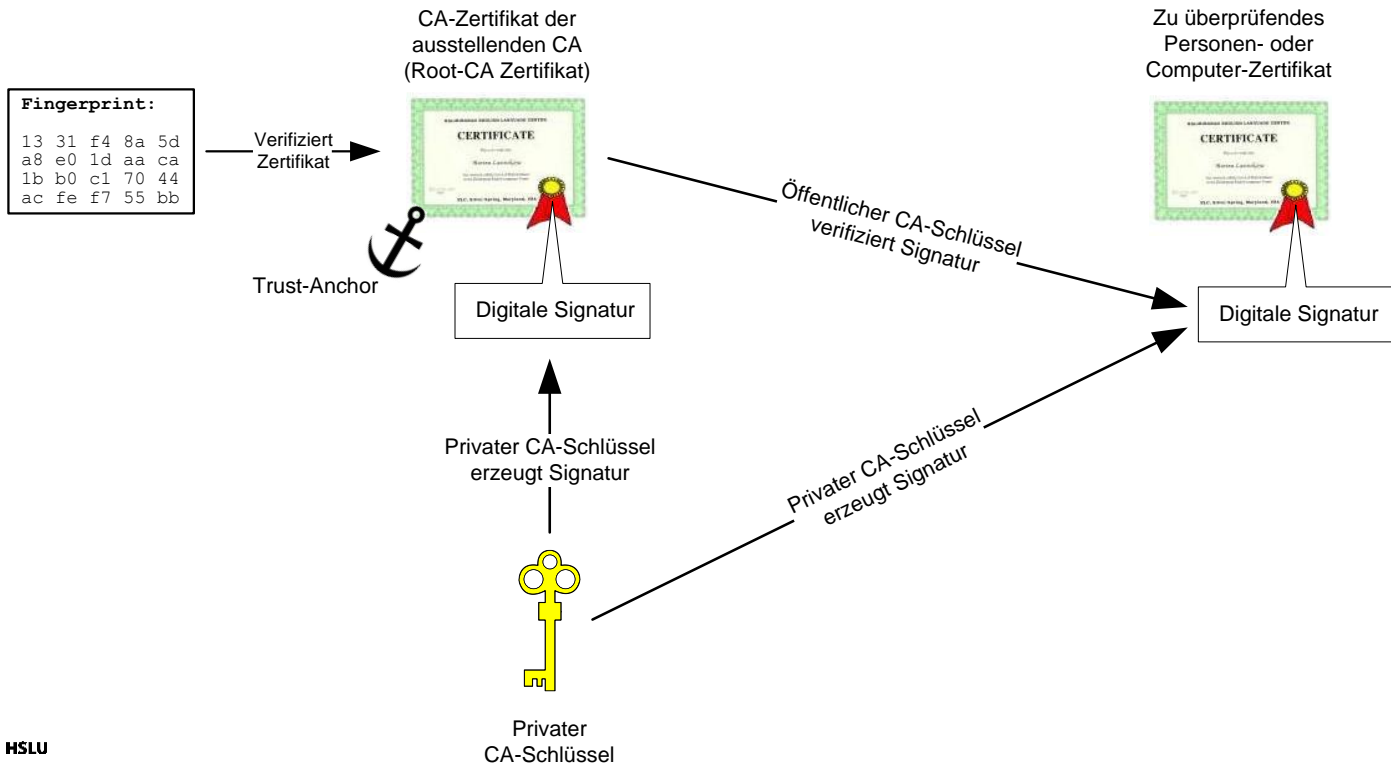 CA-Zertifikat der
ausstellenden CA
(Root-CA Zertifikat)
Zu überprüfendes
Personen- oder
Computer-Zertifikat
Fingerprint:
13 31 f4 8a 5d
a8 e0 1d aa ca
1b b0 c1 70 44
ac fe f7 55 bb
Verifiziert
Zertifikat
CERTIFICATE
CERTIFICATE
Öffentlicher CA-Schlüssel
verifiziert Signatur
Trust-Anchor
Digitale Signatur
Digitale Signatur
Privater CA-Schlüssel
erzeugt Signatur
Privater CA-Schlüssel
erzeugt Signatur
Privater
CA-Schlüssel
HSLU